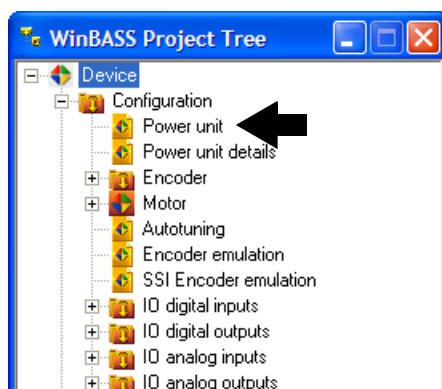 WinBASS Project Tree
Device
Configuration
Power unit
Power unit details
Encoder
Motor
Autotuning
Encoder emulation
SSI Encoder emulation
IO digital inputs
IO digital outputs
IO analog inputs
IO analog outputs